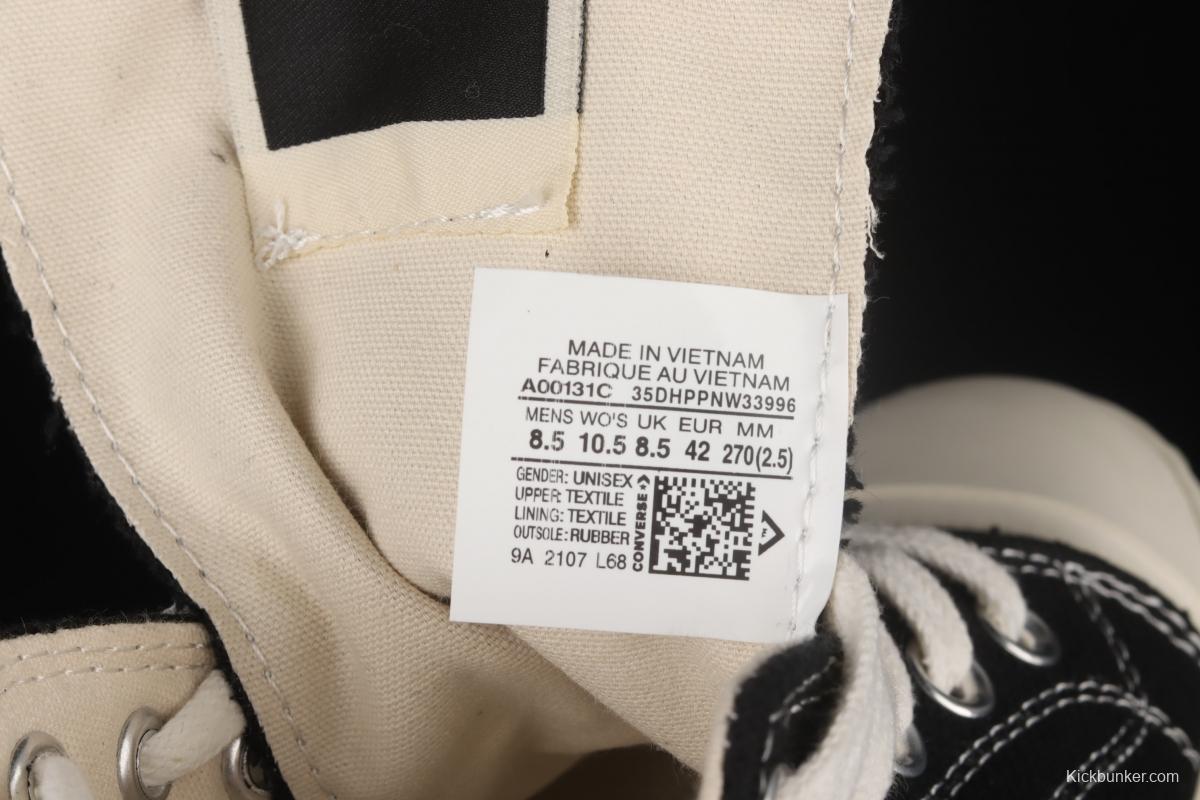 MADE IN VIETNAM
FABRIQUE AU VIETNAM
A00131C 35DHPPNW33996
MENS WO'S UK EUR MM
8.5 10.5 8.5 42 270(2.5)
GENDER: UNISEX
UPPER: TEXTILE
LINING: TEXTILE
OUTSOLE: RUBBER
9A 2107 L68
CONVERSE
Kickbunker.com